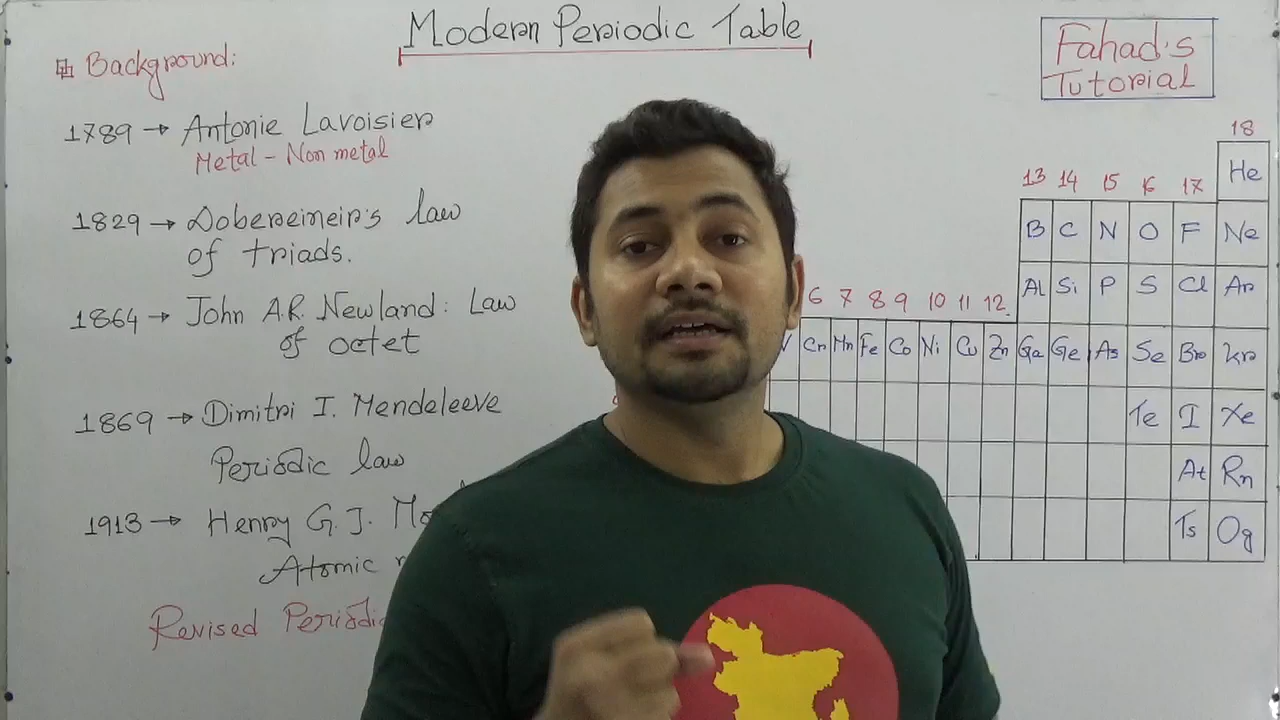 Modern Periodic Table
Fahad's
Tutorial
Background:
1789 → Antonie Lavoisier
Metal - Non metal
1829 → Dobereineir's law
of triads.
1864 → John A.R. Newland: Law
of octet
1869 → Dimitri I. Mendeleeve
Periodic law
1913 → Henry G. J.
Atomic
Revised
18
13 14 15 16 17 He
B C N O F Ne
Al Si P S Cl Ar
6 7 8 9 10 11 12
Cr Mn Fe Co Ni Cu Zn Ga Ge As Se Br Kr
Te I Xe
At Rn
Ts Og